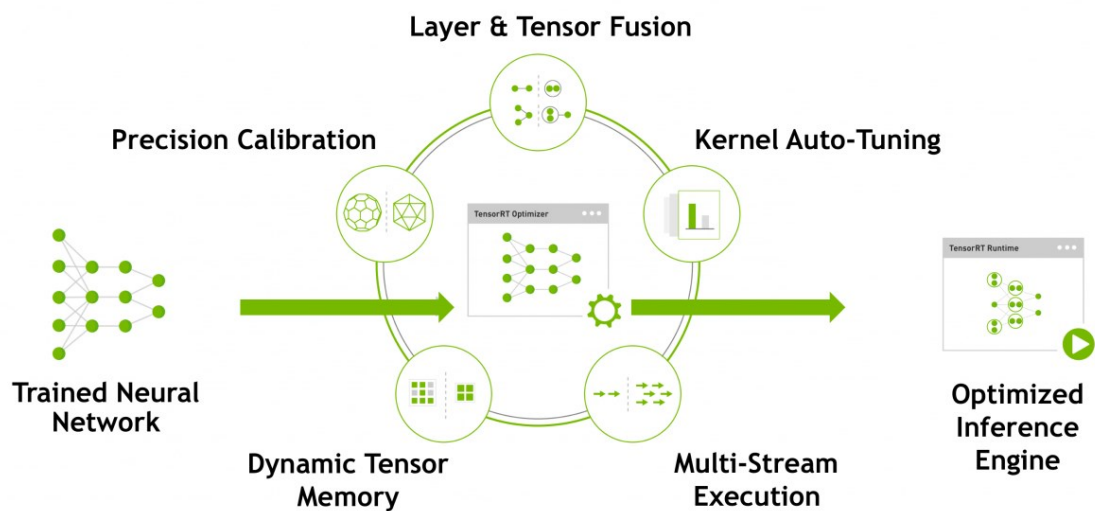 Layer & Tensor Fusion
Precision Calibration
Kernel Auto-Tuning
TensorRT Optimizer
TensorRT Runtime
Trained Neural
Network
Optimized
Inference
Engine
Dynamic Tensor
Memory
Multi-Stream
Execution